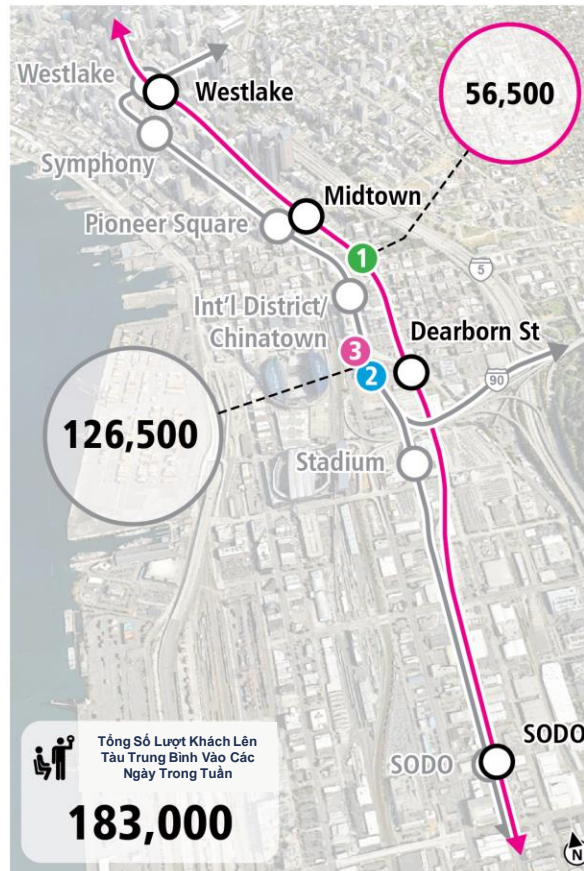 Westlake
Westlake
56,500
Symphony
Midtown
Pioneer Square
1
5
Int'l District/
Chinatown
Dearborn St
3
2
90
126,500
Stadium
Tổng Số Lượt Khách Lên
Tàu Trung Bình Vào Các
Ngày Trong Tuần
183,000
SODO
SODO
N